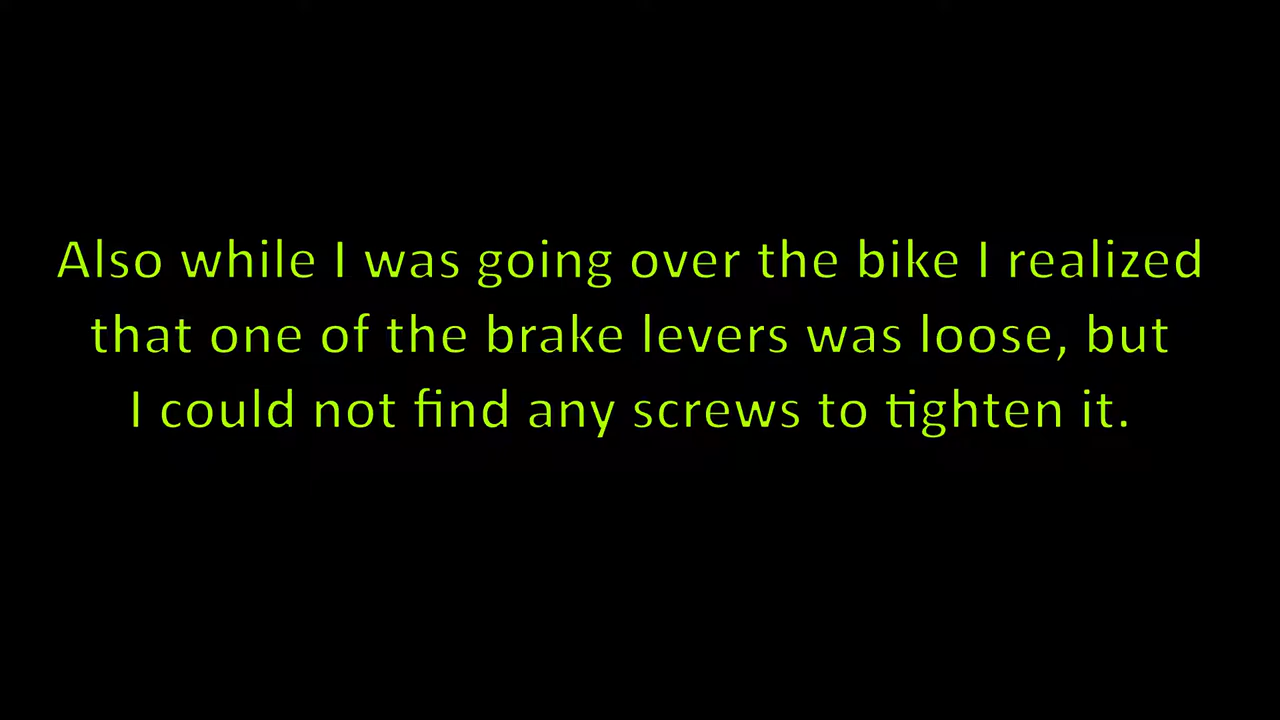 Also while I was going over the bike I realized
that one of the brake levers was loose, but
I could not find any screws to tighten it.